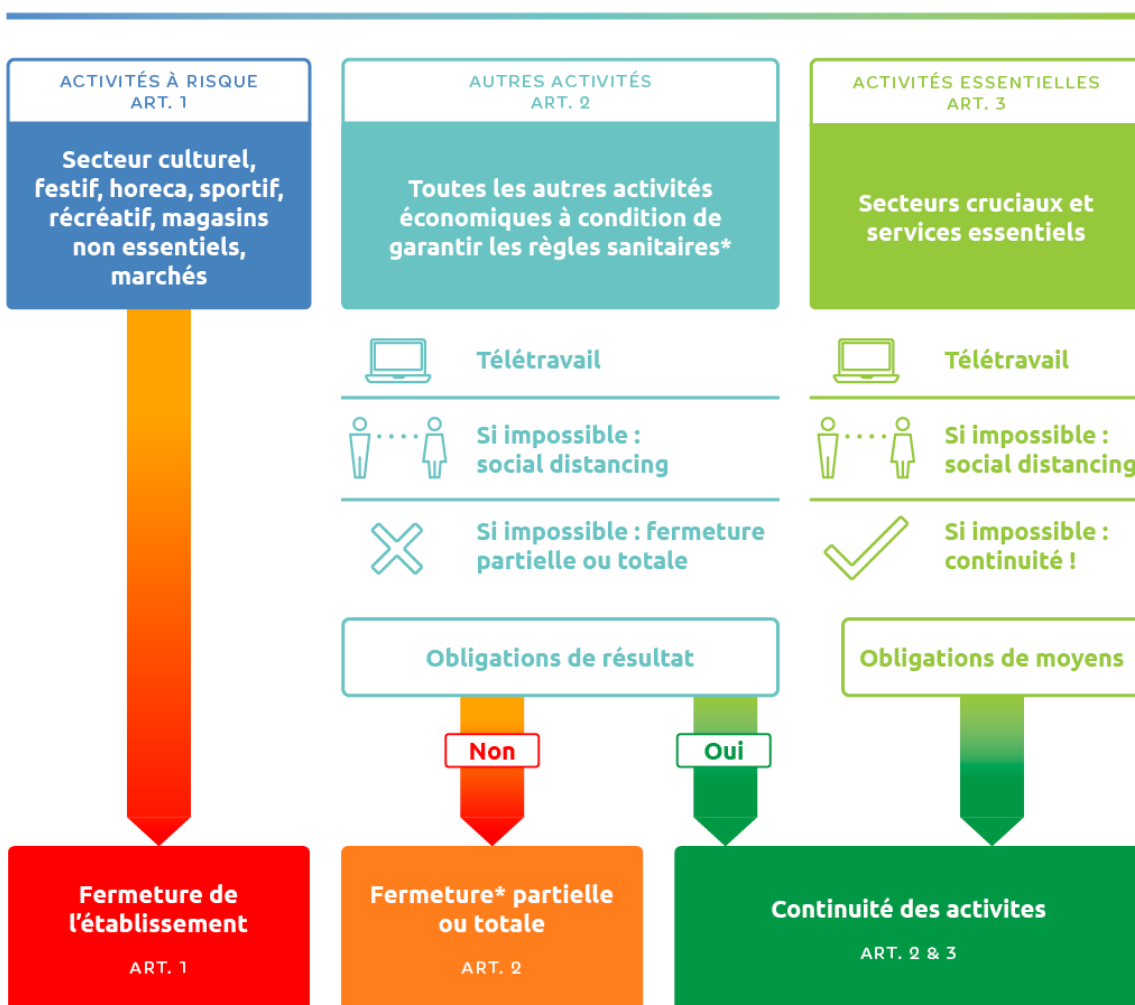 ACTIVITÉS À RISQUE
ART. 1
Secteur culturel,
festif, horeca, sportif,
récréatif, magasins
non essentiels,
marchés
AUTRES ACTIVITÉS
ART. 2
Toutes les autres activités
économiques à condition de
garantir les règles sanitaires*
ACTIVITÉS ESSENTIELLES
ART. 3
Secteurs cruciaux et
services essentiels
Télétravail
Si impossible :
social distancing
Si impossible : fermeture
partielle ou totale
Télétravail
Si impossible :
social distancing
Si impossible :
continuité !
Obligations de résultat
Obligations de moyens
Non
Oui
Fermeture de
l’établissement
ART. 1
Fermeture* partielle
ou totale
ART. 2
Continuité des activites
ART. 2 & 3